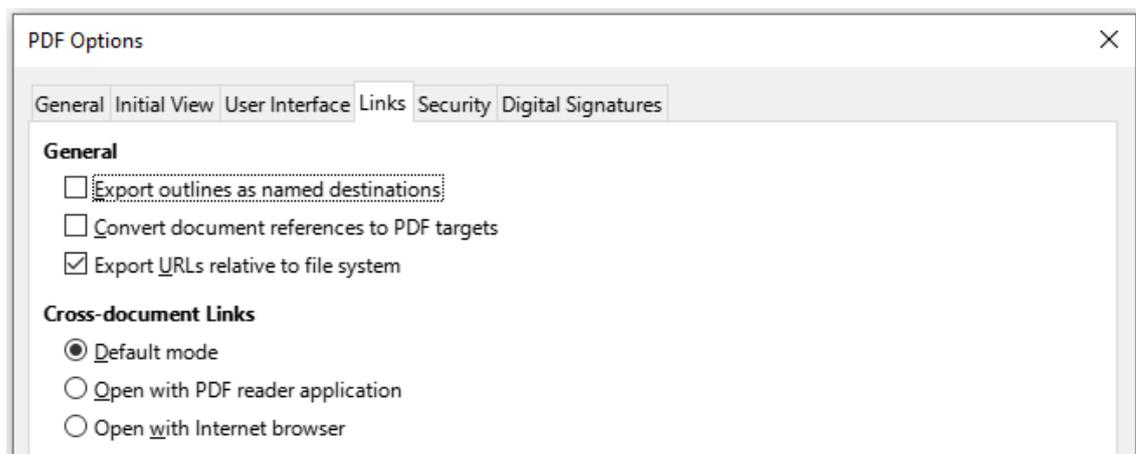 PDF Options
General Initial View User Interface Links Security Digital Signatures
General
Export outlines as named destinations
Convert document references to PDF targets
Export URLs relative to file system
Cross-document Links
Default mode
Open with PDF reader application
Open with Internet browser